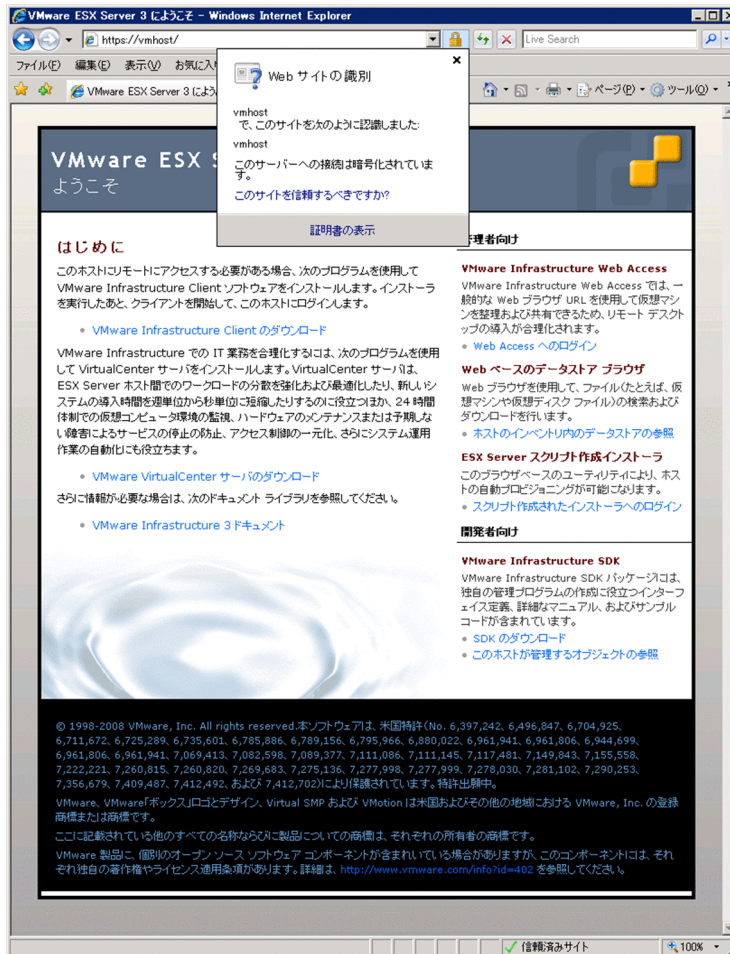 VMware ESX Server 3 にようこそ - Windows Internet Explorer
https://vmhost/
Live Search
ファイル(F) 編集(E) 表示(V) お気に入
VMware ESX Server 3 によう
ページ(P) ツール(O)
Web サイトの識別
vmhost
で、このサイトを次のように認識しました:
vmhost
このサーバーへの接続は暗号化されていま
す。
このサイトを信頼するべきですか?
証明書の表示
VMware ESX S
ようこそ
はじめに
このホストにリモートにアクセスする必要がある場合、次のプログラムを使用して
VMware Infrastructure Client ソフトウェアをインストールします。インストーラ
を実行したあと、クライアントを開始して、このホストにログインします。
VMware Infrastructure Client のダウンロード
VMware Infrastructure での IT 業務を合理化するには、次のプログラムを使用
して VirtualCenter サーバをインストールします。VirtualCenter サーバは、
ESX Server ホスト間でのワークロードの分散を強化および最適化したり、新しいシ
ステムの導入時間を週単位から秒単位に短縮したりするのに役立つほか、24 時間
体制での仮想コンピュータ環境の監視、ハードウェアのメンテナンスまたは予期しな
い障害によるサービスの停止の防止、アクセス制御の一元化、さらにシステム運用
作業の自動化にも役立ちます。
VMware VirtualCenter サーバのダウンロード
さらに情報が必要な場合は、次のドキュメント ライブラリを参照してください。
VMware Infrastructure 3 ドキュメント
管理者向け
VMware Infrastructure Web Access
VMware Infrastructure Web Access では、一
般的な Web ブラウザ URL を使用して仮想マシ
ンを整理および共有できるため、リモート デスクト
ップの導入が合理化されます。
Web Access へのログイン
Web ベースのデータストア ブラウザ
Web ブラウザを使用して、ファイル(たとえば、仮
想マシンや仮想ディスク ファイル)の検索および
ダウンロードを行います。
ホストのインベントリ内のデータストアの参照
ESX Server スクリプト作成インストーラ
このブラウザベースのユーティリティにより、ホス
トの自動プロビジョニングが可能になります。
スクリプト作成されたインストーラへのログイン
開発者向け
VMware Infrastructure SDK
VMware Infrastructure SDK パッケージには、
独自の管理プログラムの作成に役立つインターフ
ェイス定義、詳細なマニュアル、およびサンプル
コードが含まれています。
SDK のダウンロード
このホストが管理するオブジェクトの参照
© 1998-2008 VMware, Inc. All rights reserved.本ソフトウェアは、米国特許(No. 6,397,242、6,496,847、6,704,925、
6,711,672、6,725,289、6,735,601、6,785,886、6,789,156、6,795,966、6,880,022、6,961,941、6,961,806、6,944,699、
6,961,806、6,961,941、7,069,413、7,082,598、7,089,377、7,111,086、7,111,145、7,117,481、7,149,843、7,155,558、
7,222,221、7,260,815、7,260,820、7,269,683、7,275,136、7,277,998、7,277,999、7,278,030、7,281,102、7,290,253、
7,356,679、7,409,487、7,412,492、および 7,412,702)により保護されています。特許出願中。
VMware、VMware「ボックス」ロゴとデザイン、Virtual SMP および VMotion は米国およびその他の地域における VMware, Inc. の登録
商標または商標です。
ここに記載されている他のすべての名称ならびに製品についての商標は、それぞれの所有者の商標です。
VMware 製品に、個別のオープン ソース ソフトウェア コンポーネントが含まれいている場合がありますが、このコンポーネントには、それ
ぞれ独自の著作権やライセンス適用条項があります。詳細は、http://www.vmware.com/info?id=402 を参照してください。
信頼済みサイト
100%